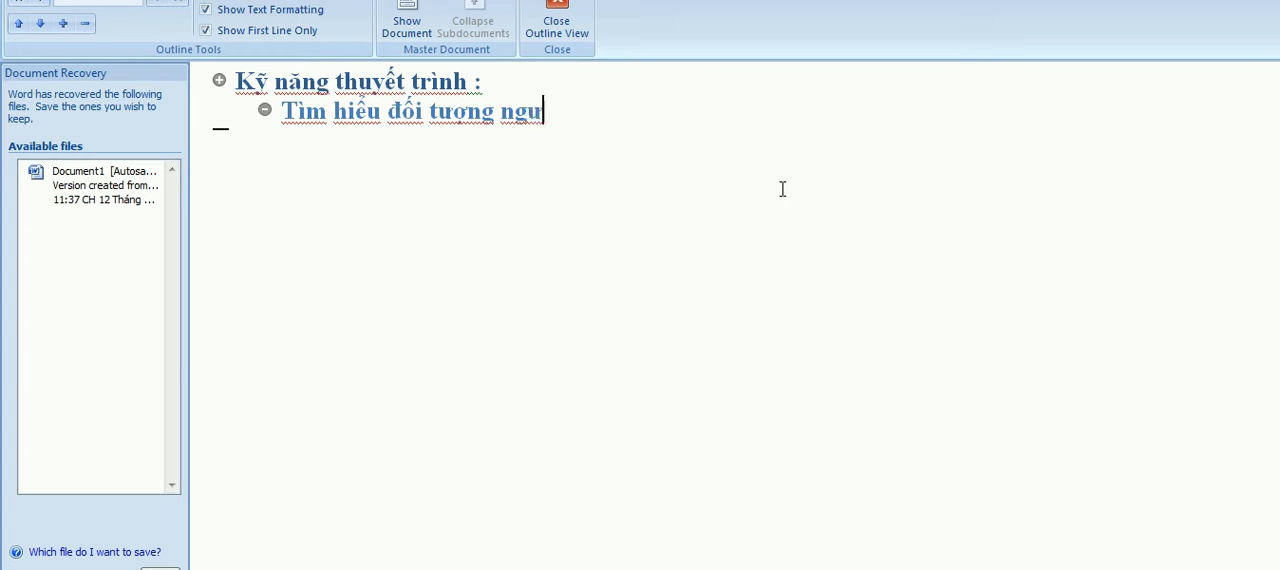 Show Text Formatting
Show First Line Only
Show Document
Collapse Subdocuments
Close Outline View
Outline Tools
Master Document
Close
Document Recovery
Word has recovered the following
files. Save the ones you wish to
keep.
Available files
Document1 [Autosa...
Version created from...
11:37 CH 12 Tháng ...
Which file do I want to save?
Kỹ năng thuyết trình :
Tìm hiểu đối tượng ngư